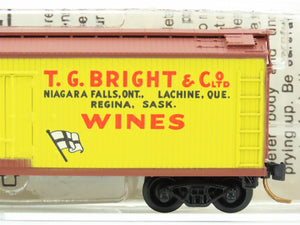 T. G. BRIGHT & CO LTD
NIAGARA FALLS, ONT., LACHINE, QUE.
REGINA, SASK.
WINES